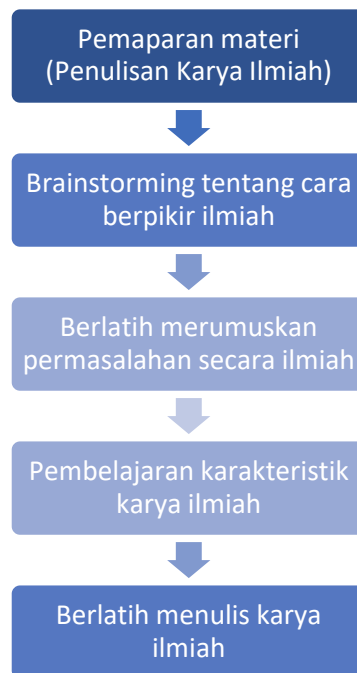 Pemaparan materi
(Penulisan Karya Ilmiah)
Brainstorming tentang cara
berpikir ilmiah
Berlatih merumuskan
permasalahan secara ilmiah
Pembelajaran karakteristik
karya ilmiah
Berlatih menulis karya
ilmiah